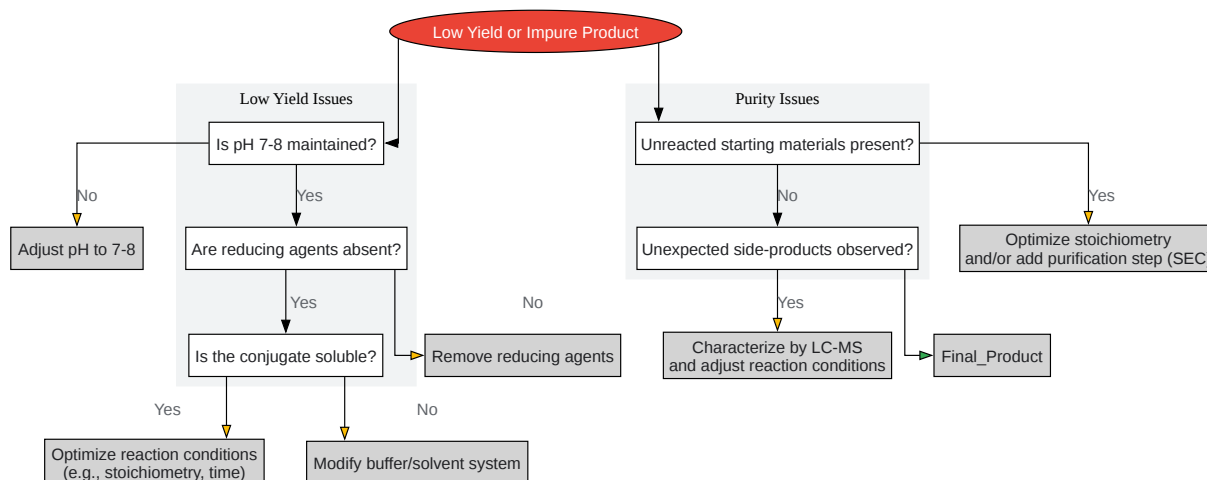 Low Yield or Impure Product
Low Yield Issues
Purity Issues
Is pH 7-8 maintained?
Unreacted starting materials present?
No
Yes
No
Yes
Adjust pH to 7-8
Are reducing agents absent?
Unexpected side-products observed?
Optimize stoichiometry
and/or add purification step (SEC)
Yes
No
Yes
Is the conjugate soluble?
Remove reducing agents
Characterize by LC-MS
and adjust reaction conditions
Final_Product
Yes
No
Optimize reaction conditions
(e.g., stoichiometry, time)
Modify buffer/solvent system